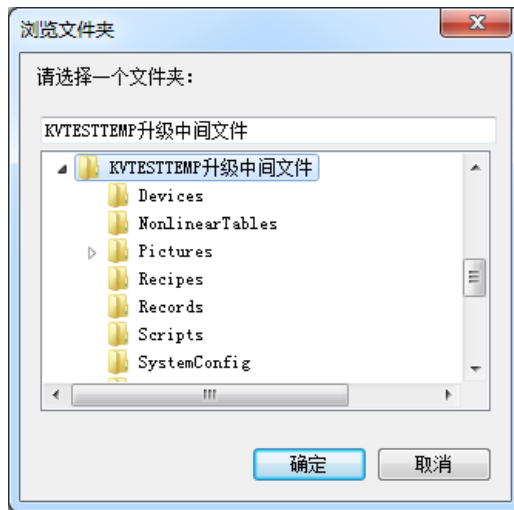 浏览文件夹
请选择一个文件夹：
KVTESTTEMP升级中间文件
KVTESTTEMP升级中间文件
Devices
NonlinearTables
Pictures
Recipes
Records
Scripts
SystemConfig
确定
取消